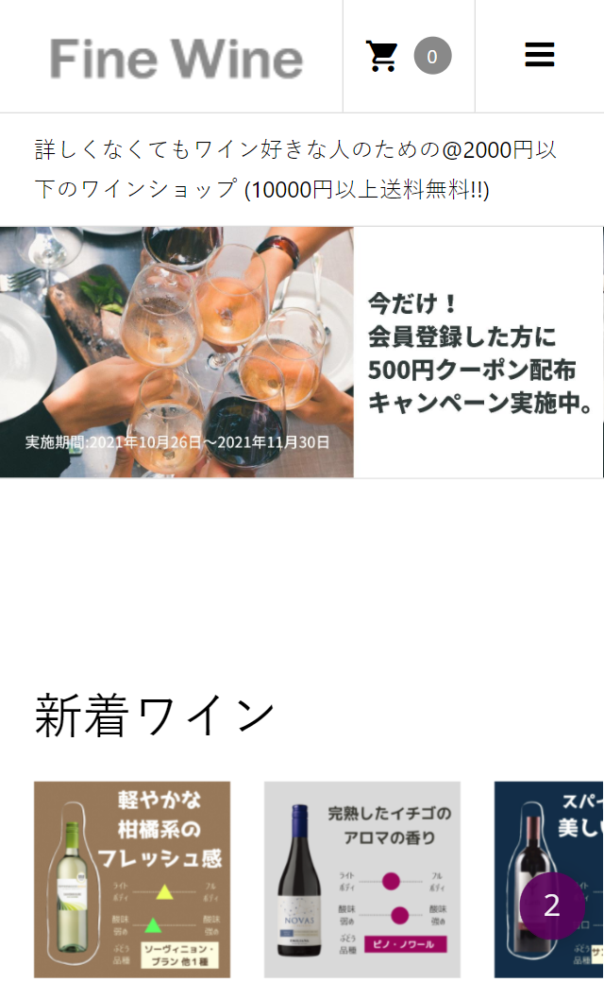 Fine Wine
0
詳しくなくてもワイン好きな人のための@2000円以
下のワインショップ (10000円以上送料無料!!)
今だけ！
会員登録した方に
500円クーポン配布
キャンペーン実施中。
実施期間:2021年10月26日～2021年11月30日
新着ワイン
軽やかな
柑橘系の
フレッシュ感
ライト
ボディ
フル
ボディ
酸味
弱め
酸味
強め
ぶどう
品種
ソーヴィニョン・
ブラン 他１種
完熟したイチゴの
アロマの香り
ライト
ボディ
フル
ボディ
酸味
弱め
酸味
強め
ぶどう
品種
ピノ・ノワール
NOVAS
スパイ
美し
2
ぶどう
品種